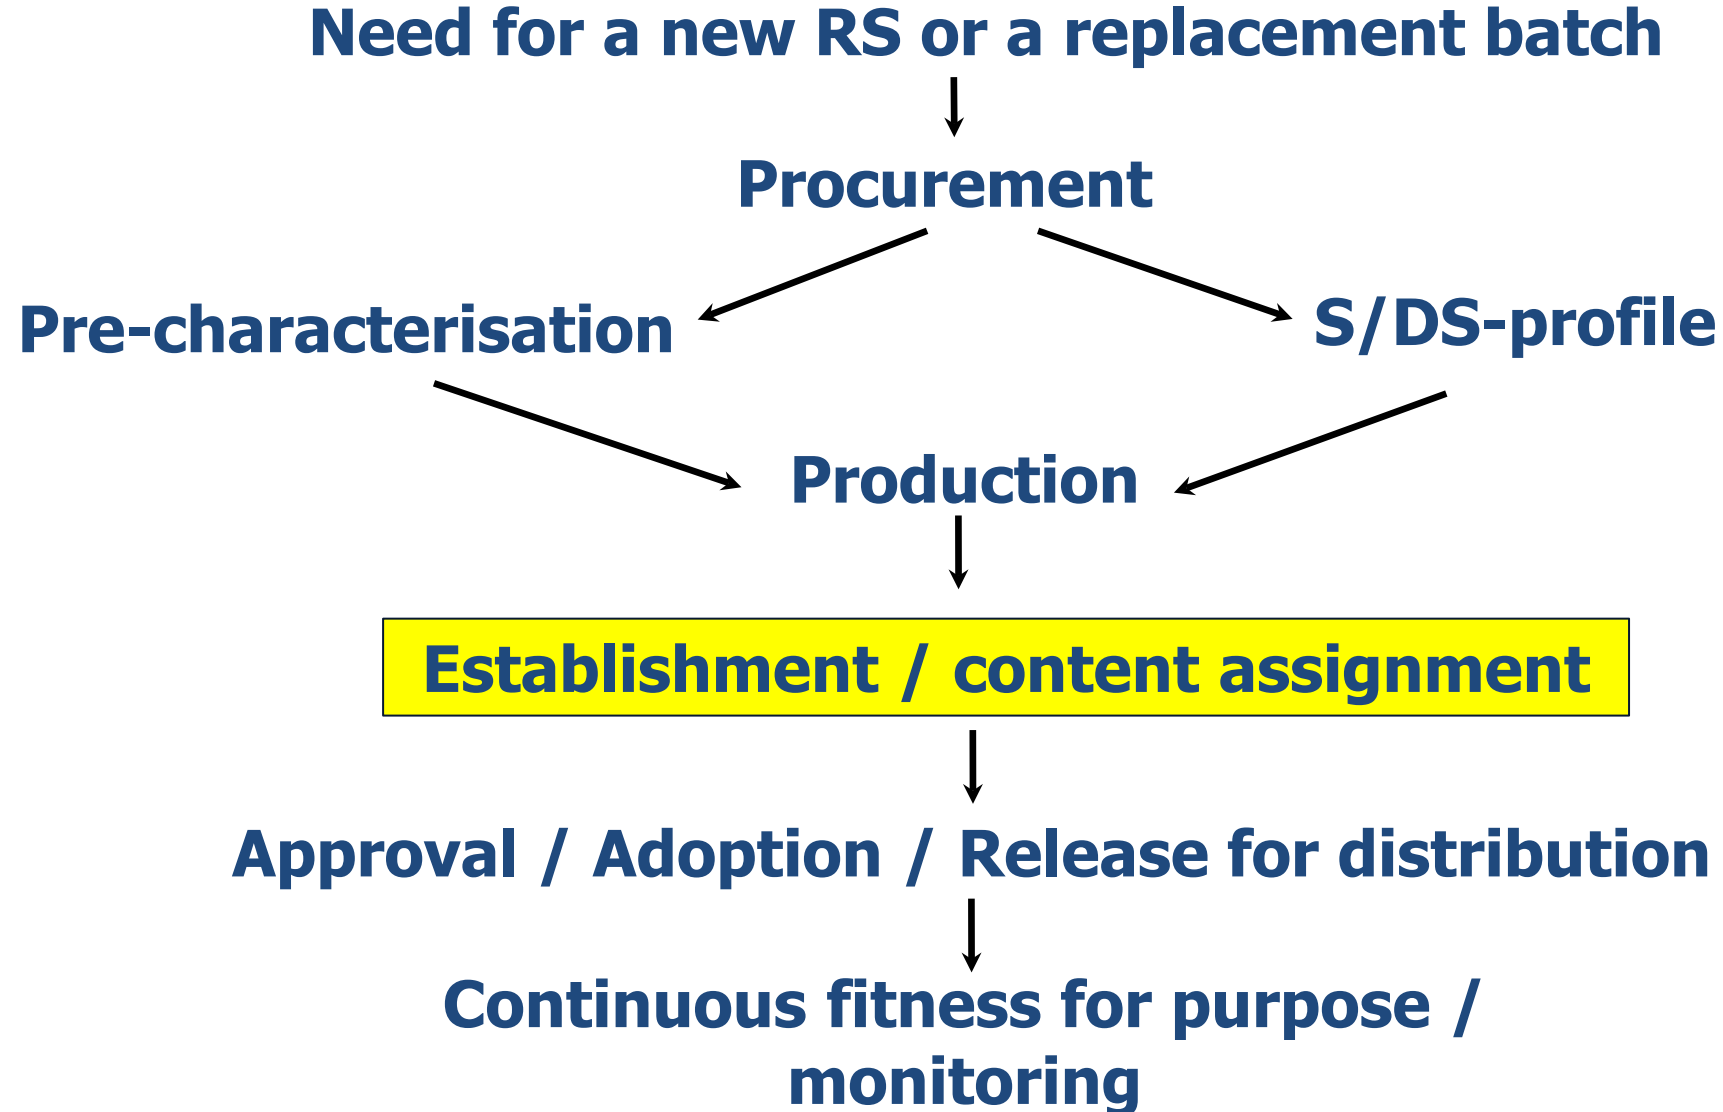 Need for a new RS or a replacement batch
Procurement
Pre-characterisation
S/DS-profile
Production
Establishment / content assignment
Approval / Adoption / Release for distribution
Continuous fitness for purpose /
monitoring